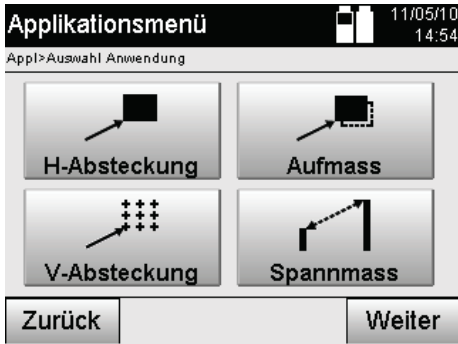 Applikationsmenü
11/05/10
14:54
Appl>Auswahl Anwendung
H-Absteckung
Aufmass
V-Absteckung
Spannmass
Zurück
Weiter